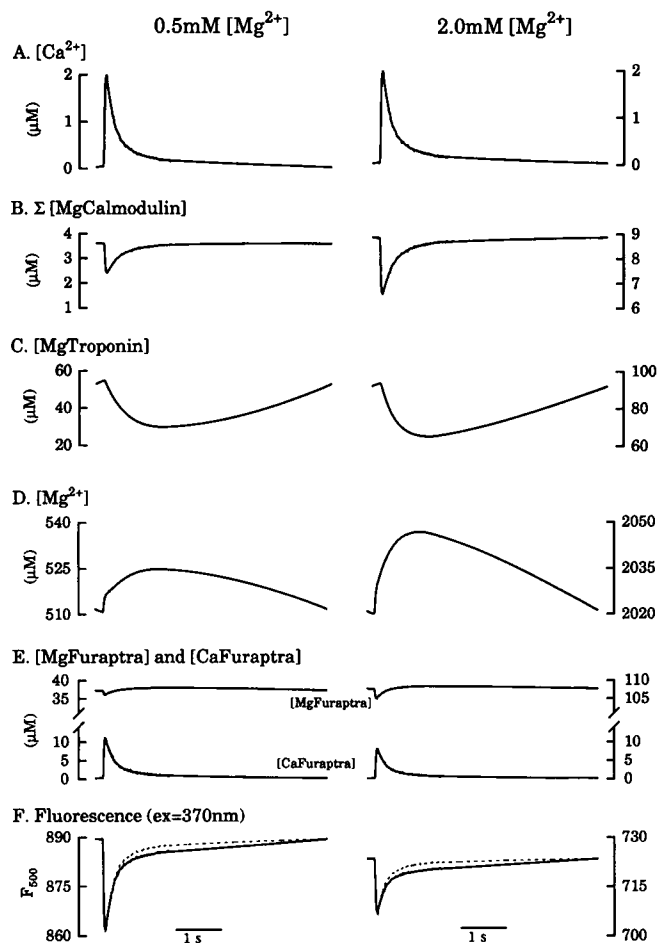 0.5mM [Mg²⁺]
2.0mM [Mg²⁺]
A. [Ca²⁺]
2
1
0
(μM)
2
1
0
B. Σ [MgCalmodulin]
4
3
2
1
(μM)
9
8
7
6
C. [MgTroponin]
60
40
20
(μM)
100
80
60
D. [Mg²⁺]
540
525
510
(μM)
2050
2035
2020
E. [MgFuraptra] and [CaFuraptra]
40
35
10
5
0
(μM)
[MgFuraptra]
[CaFuraptra]
110
105
10
5
0
F. Fluorescence (ex=370nm)
890
875
860
F₅₀₀
1 s
1 s
730
715
700